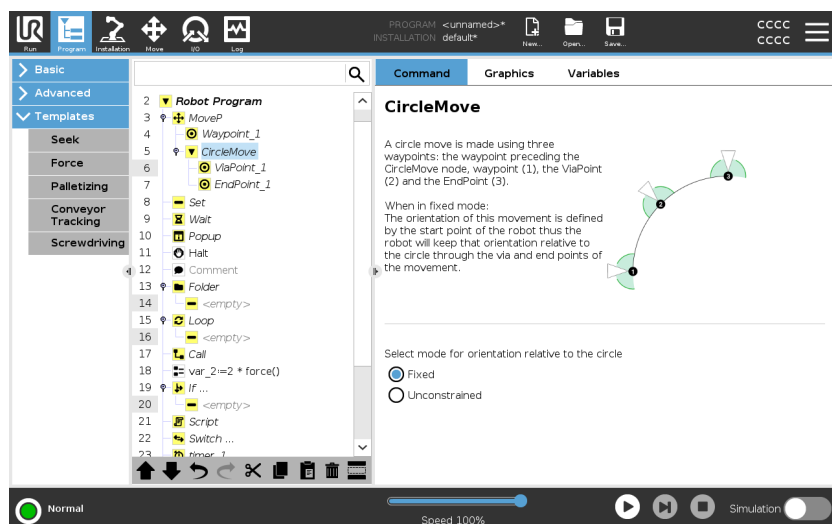 PROGRAM <unnamed>*
INSTALLATION default*
CCCC
CCCC
Run Program Installation Move I/O Log New... Open... Save...
Basic
Advanced
Templates
Seek
Force
Palletizing
Conveyor
Tracking
Screwdriving
2 Robot Program
3 MoveP
4 Waypoint_1
5 CircleMove
6 ViaPoint_1
7 EndPoint_1
8 Set
9 Wait
10 Popup
11 Halt
12 Comment
13 Folder
14 <empty>
15 Loop
16 <empty>
17 Call
18 var_2:=2 * force()
19 If ...
20 <empty>
21 Script
22 Switch ...
23 timer_1
Command Graphics Variables
CircleMove
A circle move is made using three
waypoints: the waypoint preceding the
CircleMove node, waypoint (1), the ViaPoint
(2) and the EndPoint (3).
When in fixed mode:
The orientation of this movement is defined
by the start point of the robot thus the
robot will keep that orientation relative to
the circle through the via and end points of
the movement.
3
2
1
Select mode for orientation relative to the circle
Fixed
Unconstrained
Normal
Speed 100%
Simulation